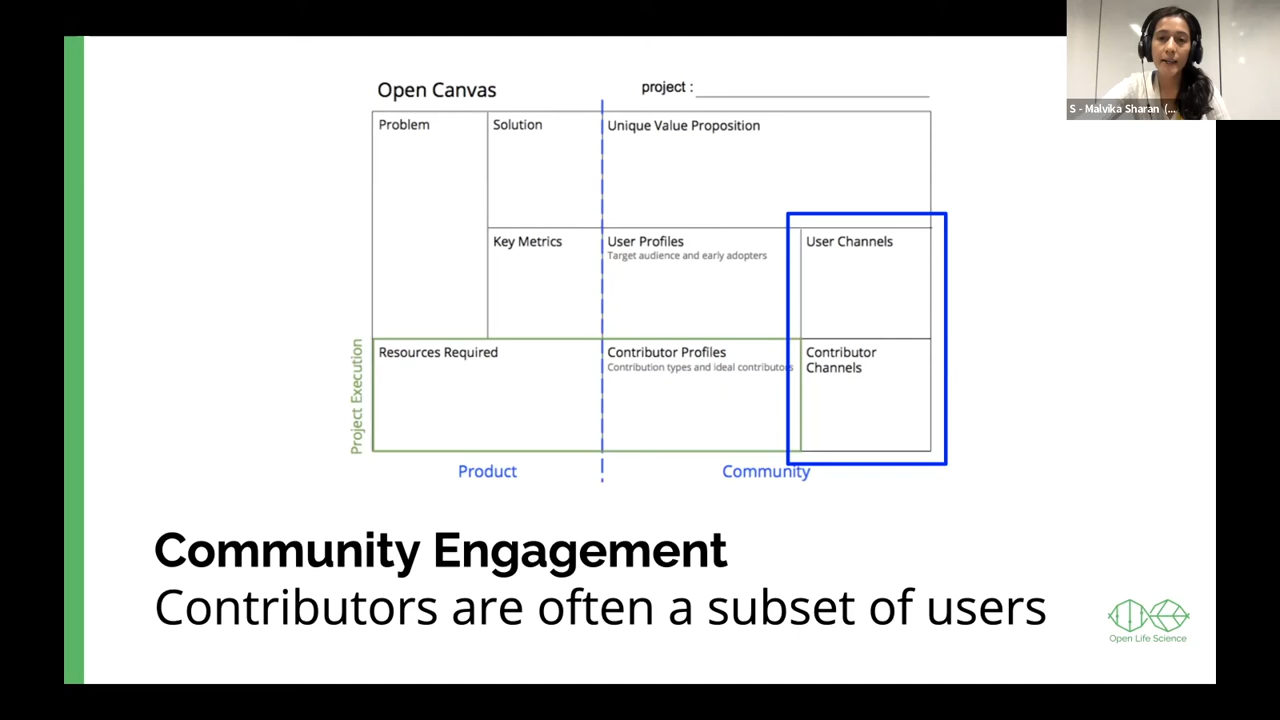 S - Malvika Sharan (...
Open Canvas
project :
Problem
Solution
Unique Value Proposition
Key Metrics
User Profiles
Target audience and early adopters
User Channels
Project Execution
Resources Required
Contributor Profiles
Contribution types and ideal contributors
Contributor
Channels
Product
Community
Community Engagement
Contributors are often a subset of users
Open Life Science